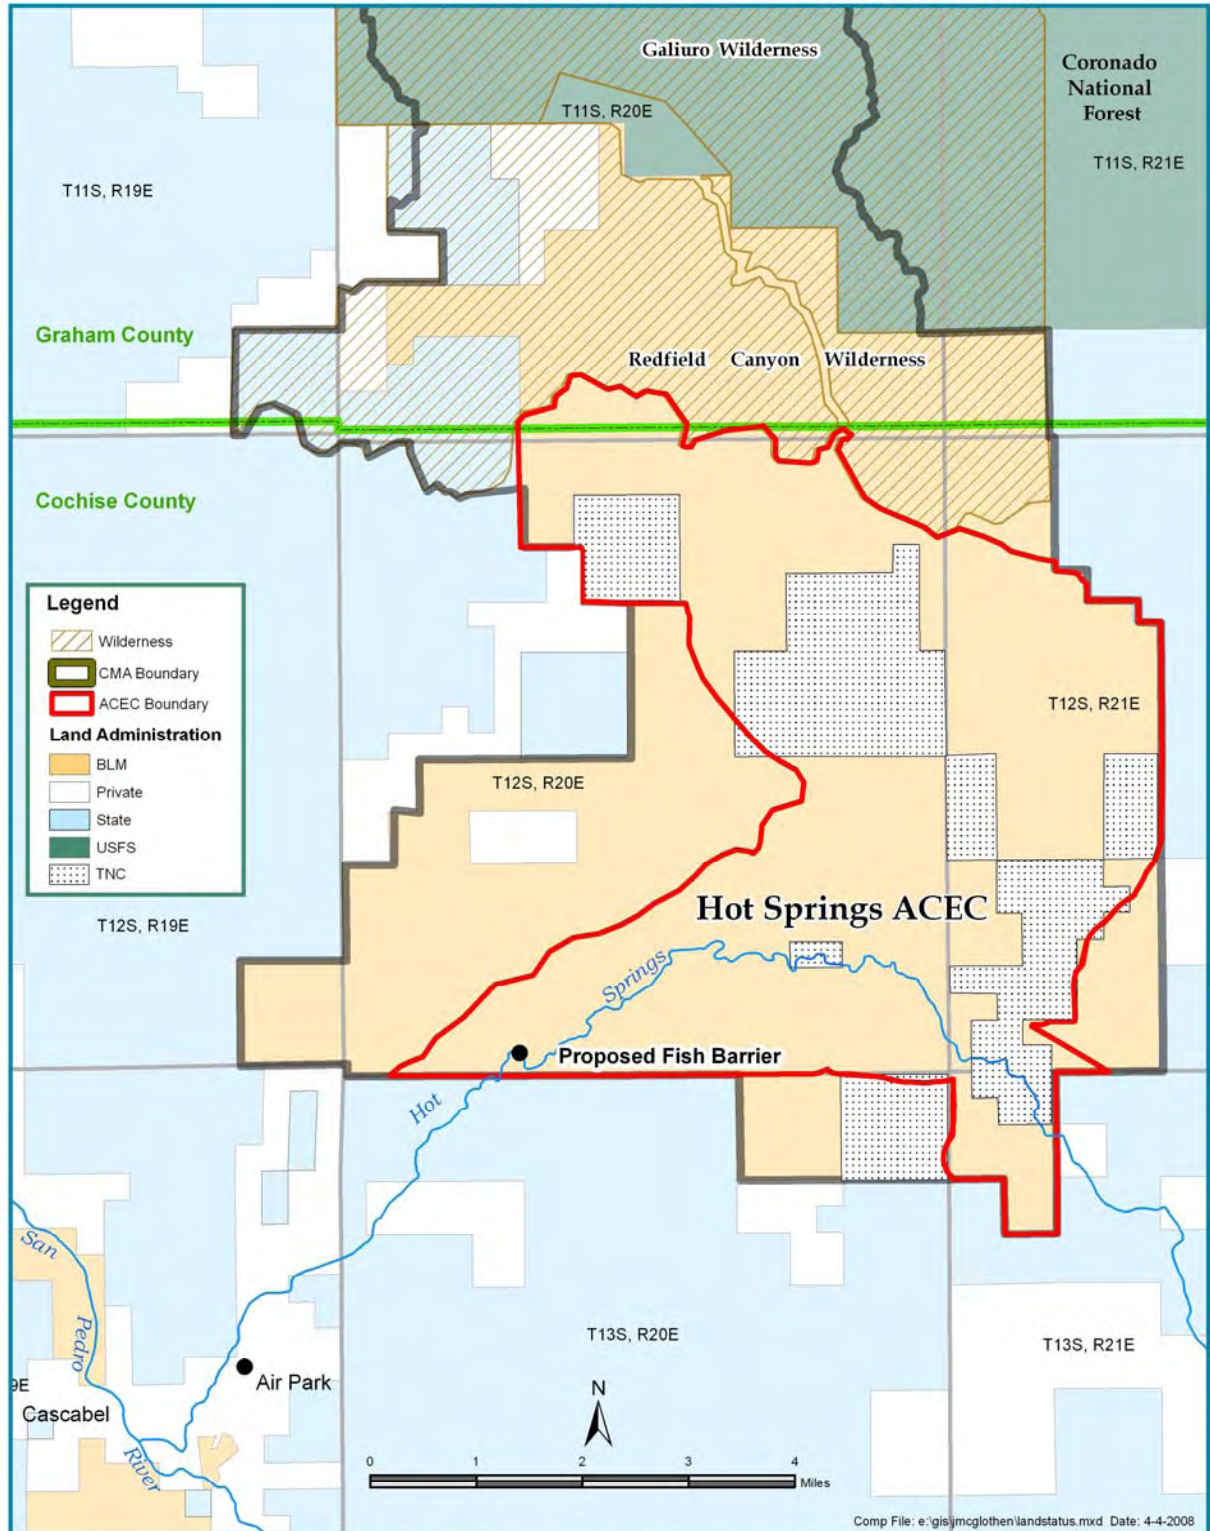 Galiuro Wilderness
Coronado
National
Forest
T11S, R20E
T11S, R21E
T11S, R19E
Graham County
Redfield Canyon Wilderness
Cochise County
Legend
Wilderness
CMA Boundary
ACEC Boundary
Land Administration
BLM
Private
State
USFS
TNC
T12S, R21E
T12S, R20E
T12S, R19E
Hot Springs ACEC
Springs
Proposed Fish Barrier
Hot
San
Pedro
River
T13S, R20E
T13S, R21E
9E
Air Park
Cascabel
N
0 1 2 3 4
Miles
Comp File: e:\gis\jmcglothen\landstatus.mxd Date: 4-4-2008